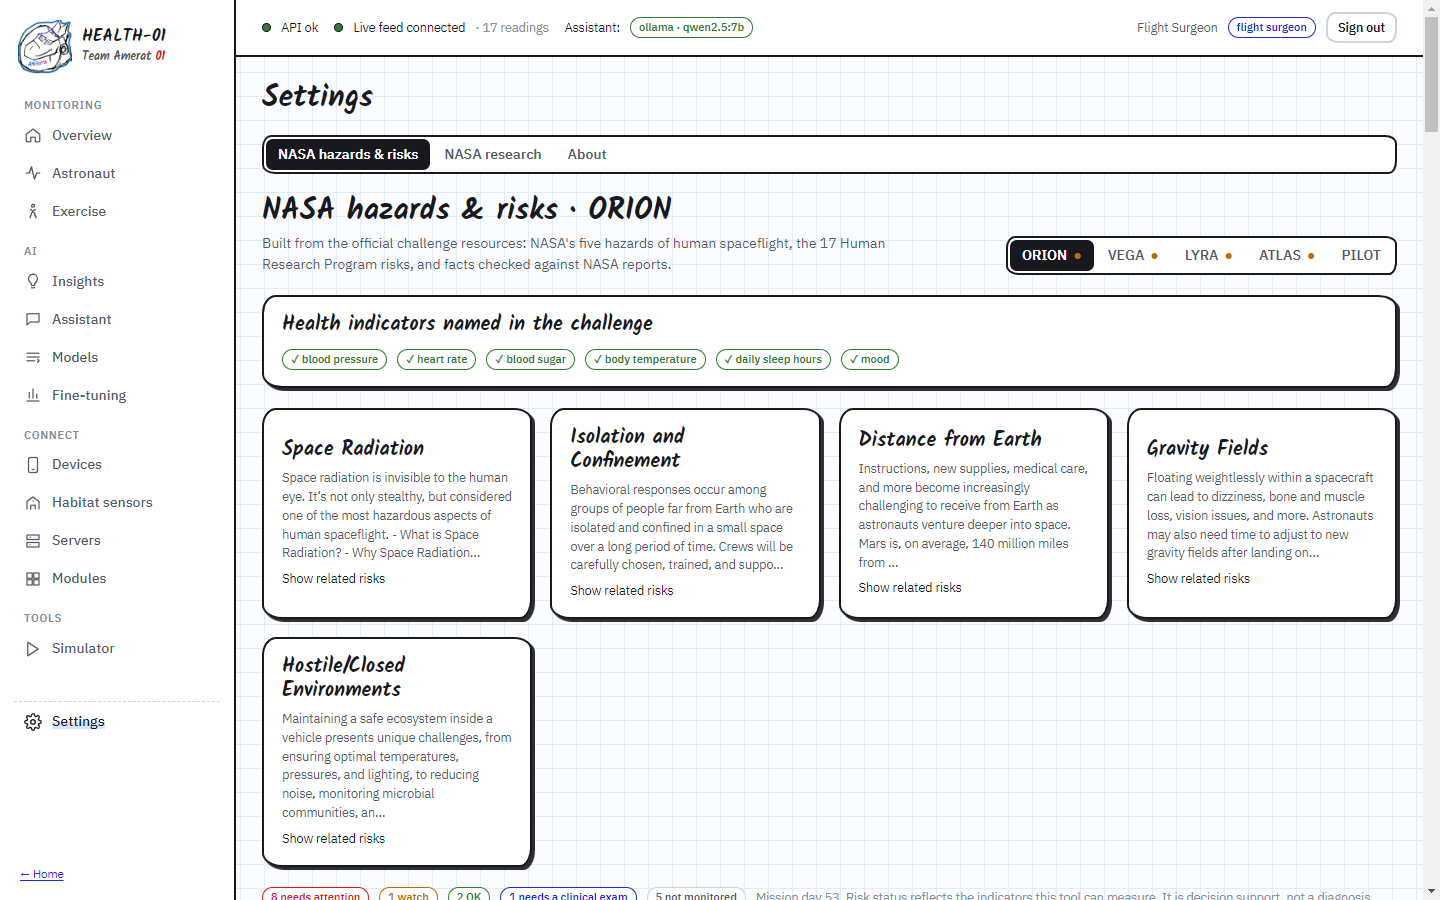 HEALTH-01
Team Amerat 01
API ok
Live feed connected · 17 readings
Assistant: ollama · qwen2.5:7b
Flight Surgeon
flight surgeon
Sign out
MONITORING
Overview
Astronaut
Exercise
AI
Insights
Assistant
Models
Fine-tuning
CONNECT
Devices
Habitat sensors
Servers
Modules
TOOLS
Simulator
Settings
← Home
Settings
NASA hazards & risks
NASA research
About
NASA hazards & risks · ORION
Built from the official challenge resources: NASA's five hazards of human spaceflight, the 17 Human
Research Program risks, and facts checked against NASA reports.
ORION
VEGA
LYRA
ATLAS
PILOT
Health indicators named in the challenge
✓ blood pressure
✓ heart rate
✓ blood sugar
✓ body temperature
✓ daily sleep hours
✓ mood
Space Radiation
Space radiation is invisible to the human
eye. It’s not only stealthy, but considered
one of the most hazardous aspects of
human spaceflight. - What is Space
Radiation? - Why Space Radiation...
Show related risks
Isolation and
Confinement
Behavioral responses occur among
groups of people far from Earth who are
isolated and confined in a small space
over a long period of time. Crews will be
carefully chosen, trained, and suppo...
Show related risks
Distance from Earth
Instructions, new supplies, medical care,
and more become increasingly
challenging to receive from Earth as
astronauts venture deeper into space.
Mars is, on average, 140 million miles
from ...
Show related risks
Gravity Fields
Floating weightlessly within a spacecraft
can lead to dizziness, bone and muscle
loss, vision issues, and more. Astronauts
may also need time to adjust to new
gravity fields after landing on...
Show related risks
Hostile/Closed
Environments
Maintaining a safe ecosystem inside a
vehicle presents unique challenges, from
ensuring optimal temperatures,
pressures, and lighting, to reducing
noise, monitoring microbial
communities, an...
Show related risks
8 needs attention
1 watch
2 OK
1 needs a clinical exam
5 not monitored
Mission day 53. Risk status reflects the indicators this tool can measure. It is decision support, not a diagnosis.